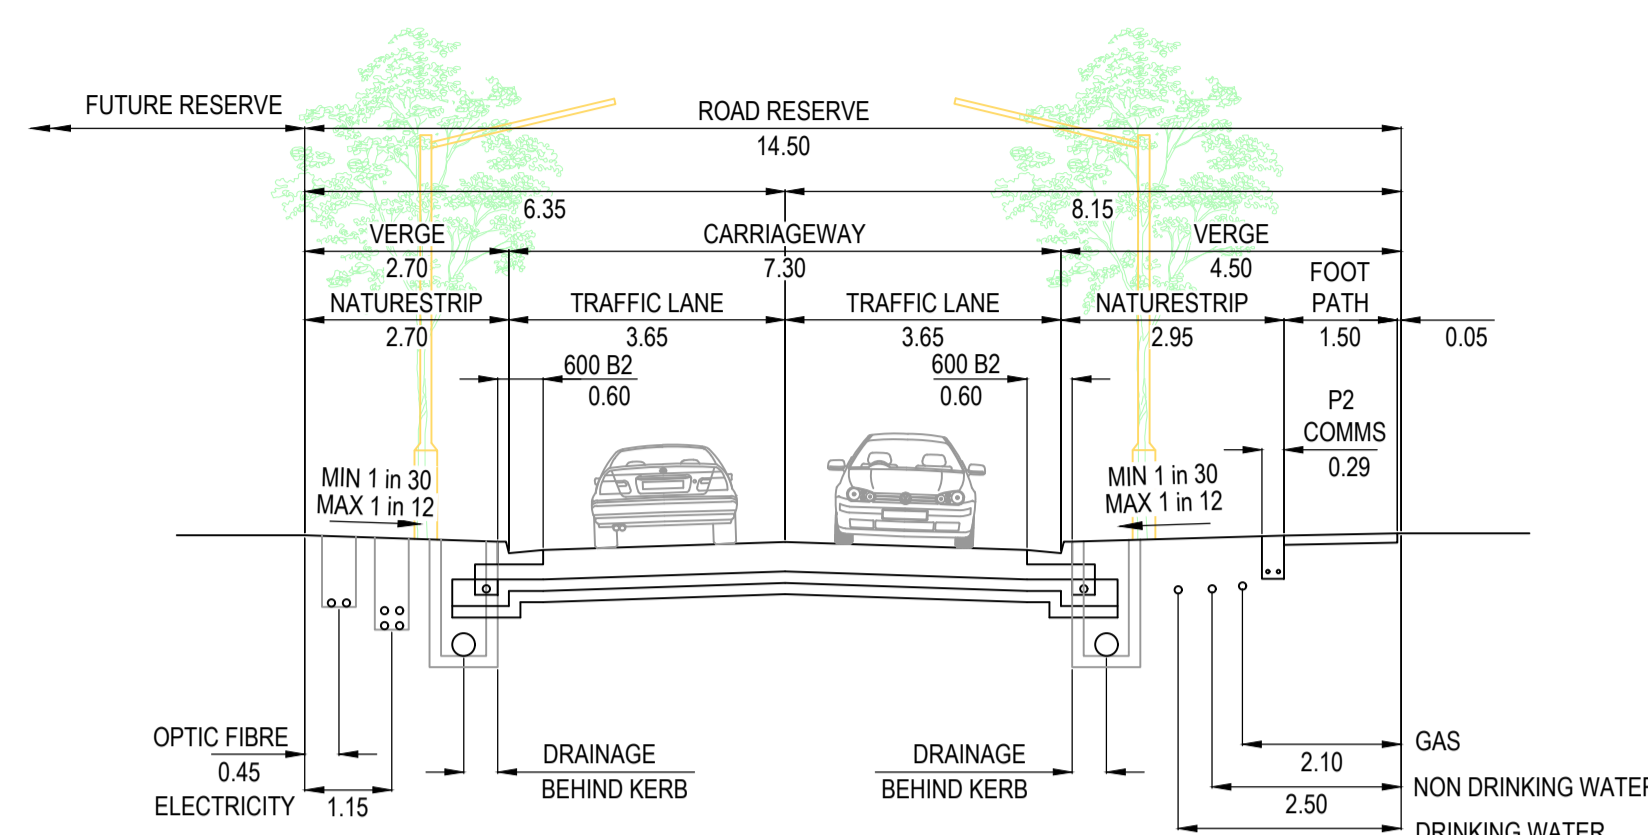 FUTURE RESERVE
ROAD RESERVE
14.50
6.35
8.15
VERGE
CARRIAGEWAY
VERGE
2.70
7.30
4.50
FOOT
PATH
NATURESTRIP
TRAFFIC LANE
TRAFFIC LANE
NATURESTRIP
2.70
3.65
3.65
2.95
1.50
0.05
600 B2
0.60
600 B2
0.60
P2
COMMS
0.29
MIN 1 in 30
MAX 1 in 12
MIN 1 in 30
MAX 1 in 12
OPTIC FIBRE
0.45
ELECTRICITY
1.15
DRAINAGE
BEHIND KERB
DRAINAGE
BEHIND KERB
GAS
2.10
NON DRINKING WATER
2.50
DRINKING WATER